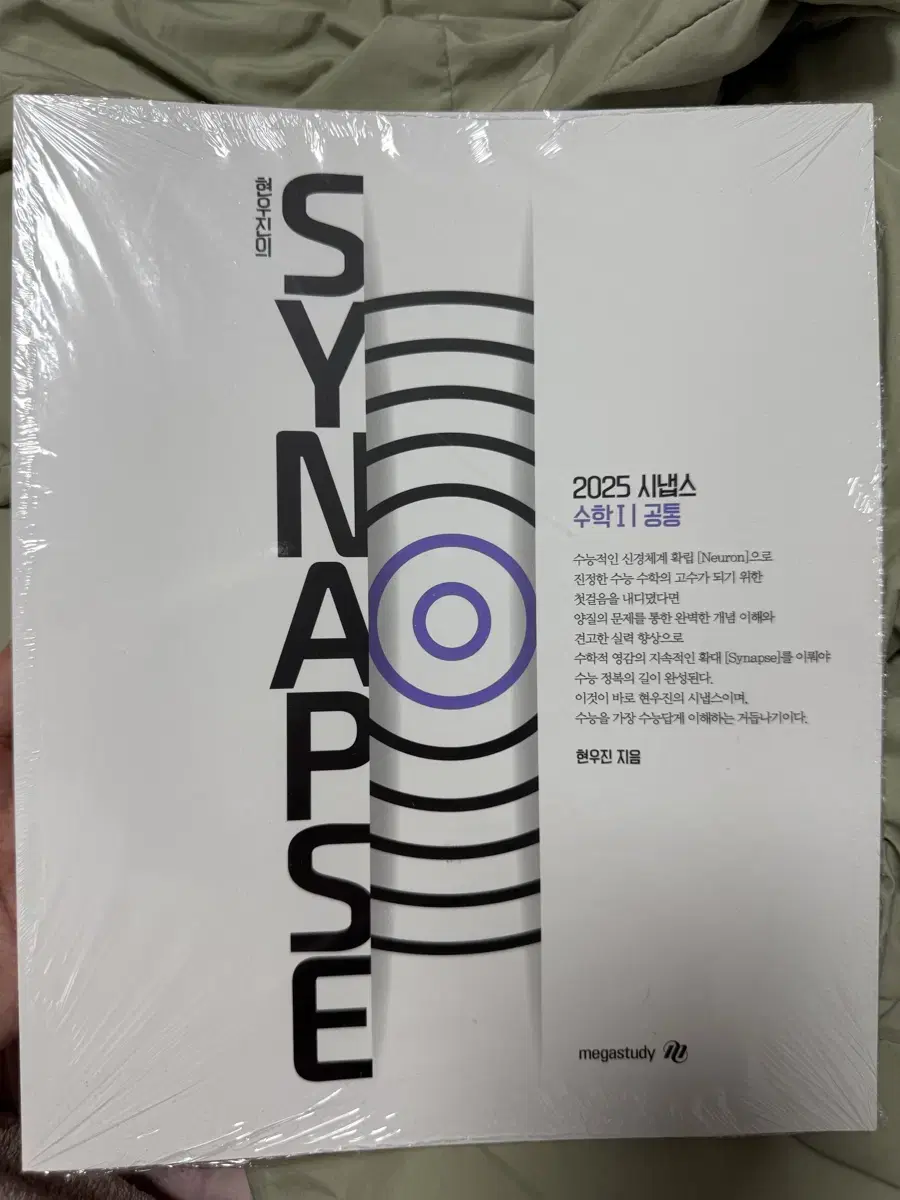 현우진의
SYNAPSE
2025 시냅스
수학 I | 공통
수능적인 신경체계 확립 [Neuron]으로
진정한 수능 수학의 고수가 되기 위한
첫걸음을 내디뎠다면
양질의 문제를 통한 완벽한 개념 이해와
견고한 실력 향상으로
수학적 영감의 지속적인 확대 [Synapse]를 이뤄야
수능 정복의 길이 완성된다.
이것이 바로 현우진의 시냅스이며,
수능을 가장 수능답게 이해하는 거듭나기이다.
현우진 지음
megastudy